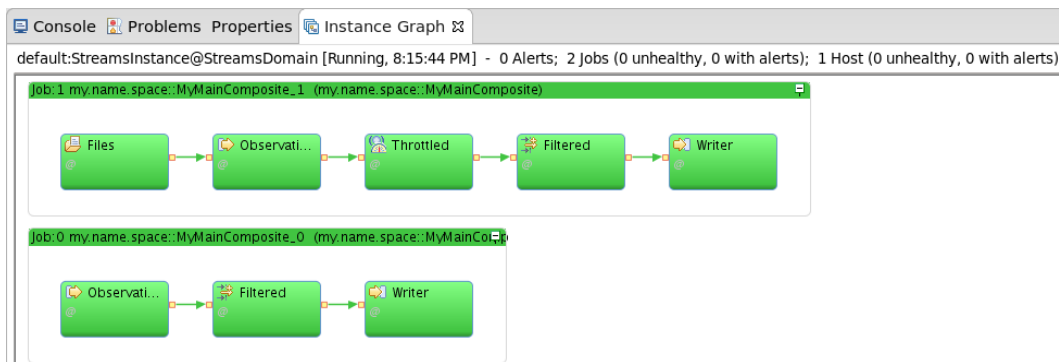 Console Problems Properties Instance Graph
default:StreamsInstance@StreamsDomain [Running, 8:15:44 PM] - 0 Alerts; 2 Jobs (0 unhealthy, 0 with alerts); 1 Host (0 unhealthy, 0 with alerts)
Job:1 my.name.space::MyMainComposite_1 (my.name.space::MyMainComposite)
Files Observati... Throttled Filtered Writer
@ @ @ @ @
Job:0 my.name.space::MyMainComposite_0 (my.name.space::MyMainComp
Observati... Filtered Writer
@ @ @